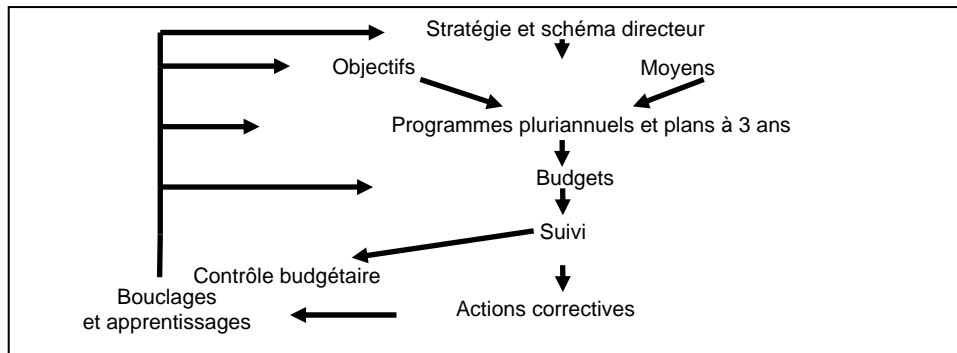 Stratégie et schéma directeur
Objectifs
Moyens
Programmes pluriannuels et plans à 3 ans
Budgets
Suivi
Contrôle budgétaire
Bouclages
et apprentissages
Actions correctives